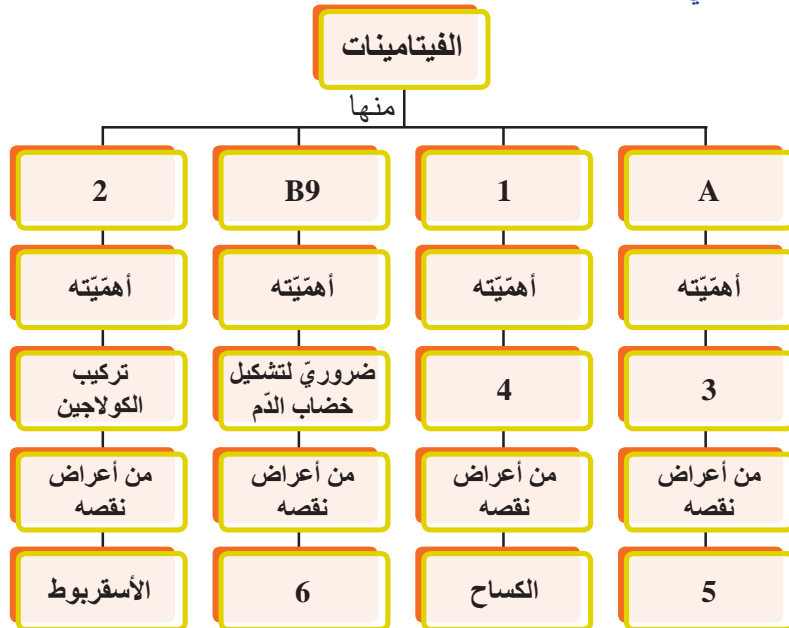 الفيتامينات
منها
A
1
B9
2
أهمّيّته
أهمّيّته
أهمّيّته
أهمّيّته
3
4
ضروريّ لتشكيل
خضاب الدّم
تركيب
الكولاجين
من أعراض
نقصه
من أعراض
نقصه
من أعراض
نقصه
من أعراض
نقصه
5
الكساح
6
الأسقربوط